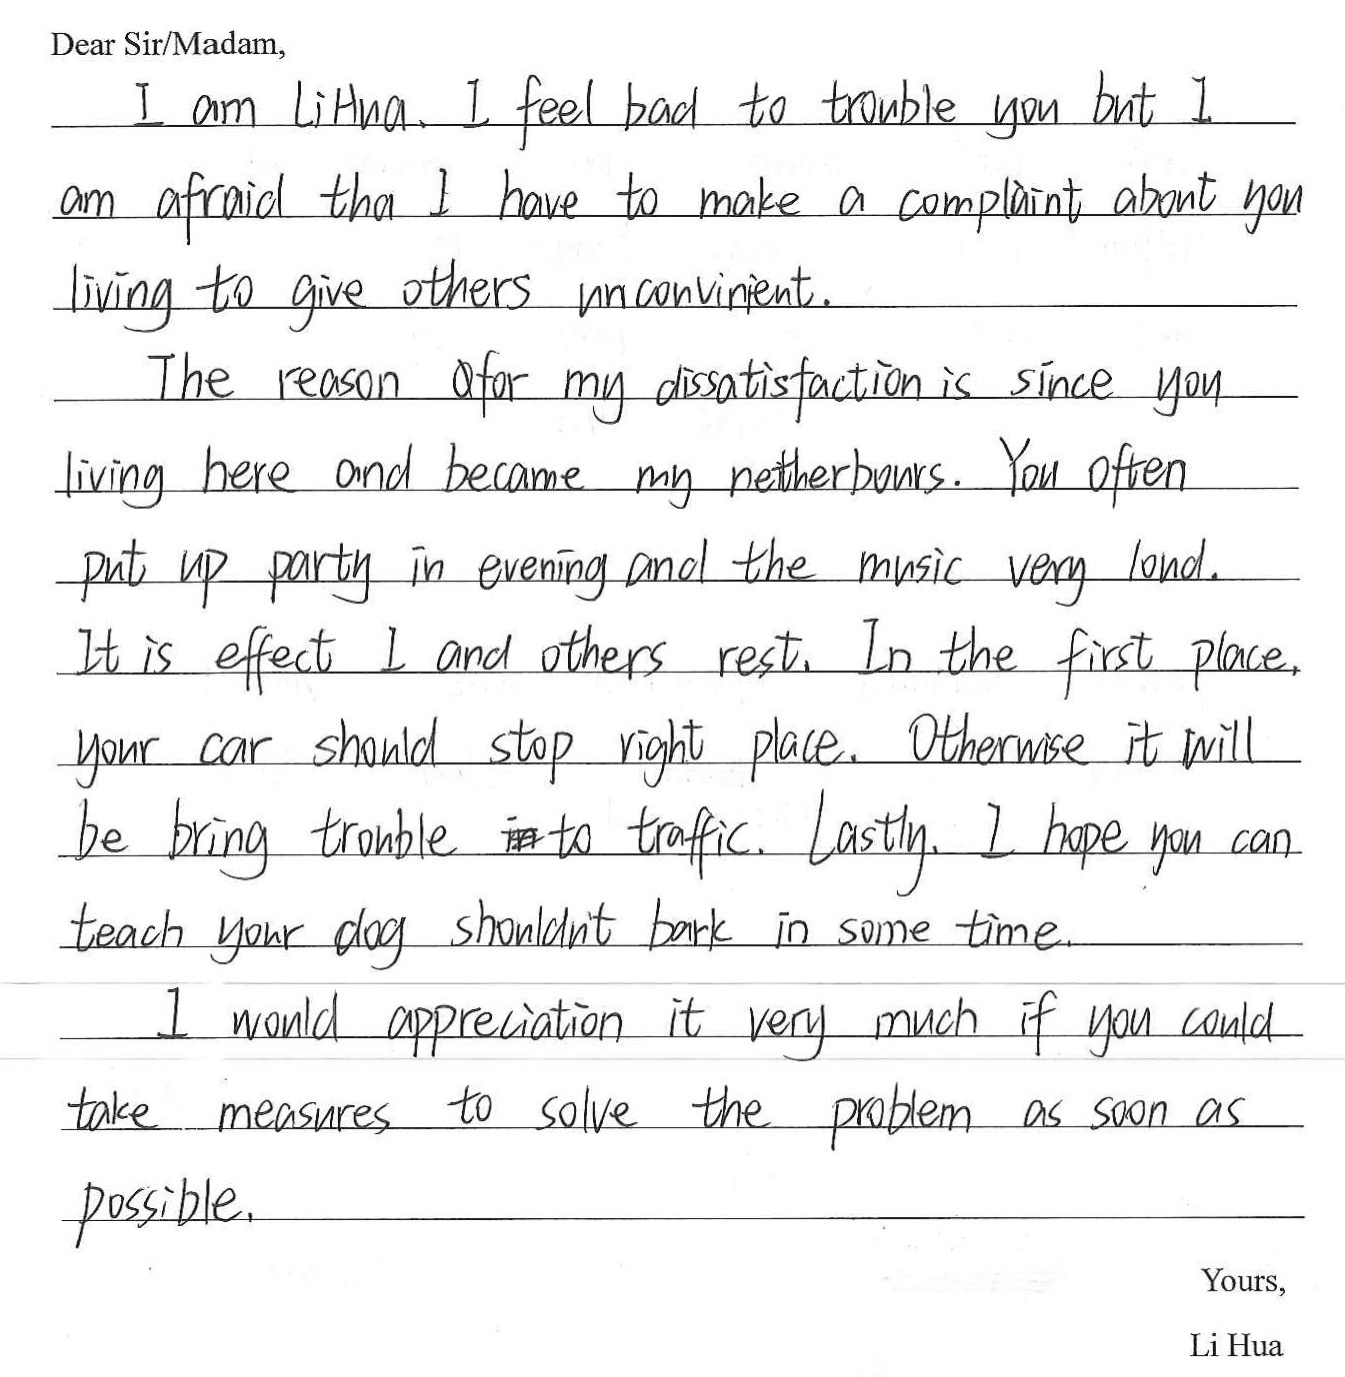 Dear Sir/Madam,
I am LiHua. I feel bad to trouble you but I
am afraid tha I have to make a complaint about you
living to give others unconvinient.
The reason for my dissatisfaction is since you
living here and became my netherbours. You often
put up party in evening and the music very loud.
It is effect I and others rest. In the first place,
your car should stop right place. Otherwise it will
be bring trouble to traffic. Lastly, I hope you can
teach your dog shouldn't bark in some time.
I would appreciation it very much if you could
take measures to solve the problem as soon as
possible.
Yours,
Li Hua